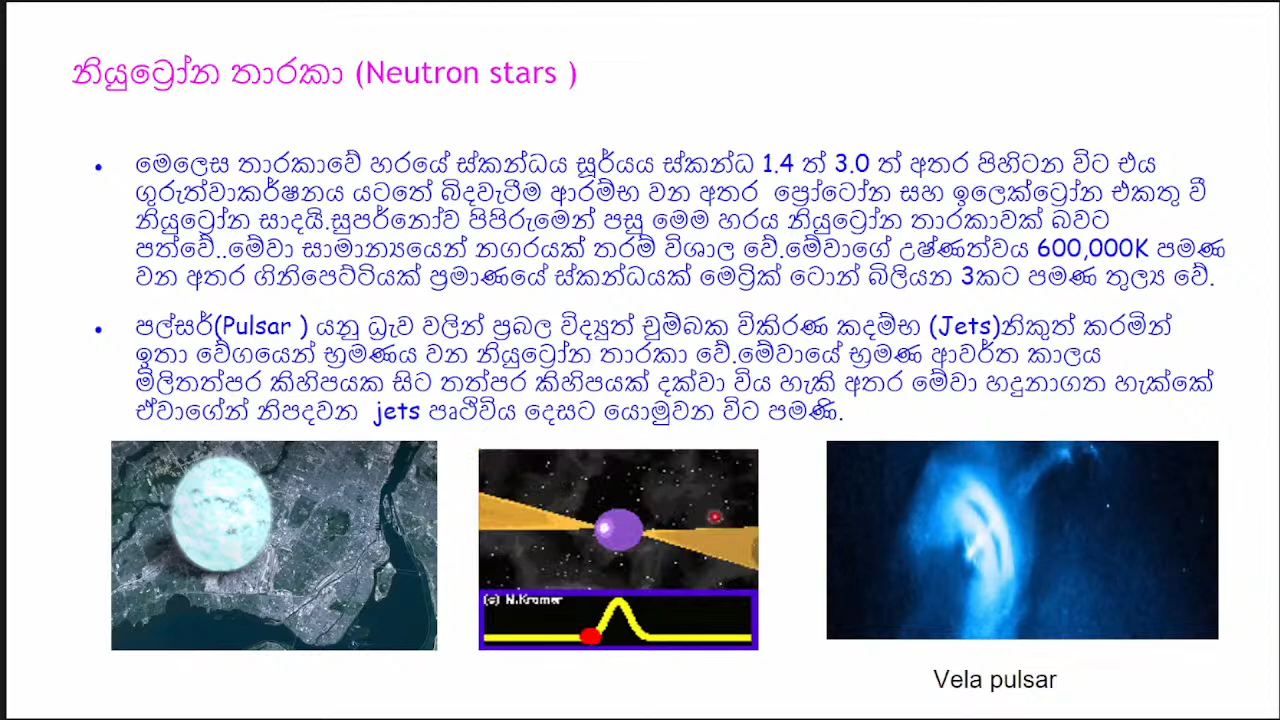 නියුට්‍රෝන තාරකා (Neutron stars )
• මෙලෙස තාරකාවේ හරයේ ස්කන්ධය සූර්යය ස්කන්ධ 1.4 ත් 3.0 ත් අතර පිහිටන විට එය
ගුරුත්වාකර්ෂනය යටතේ බිදවැටීම ආරම්භ වන අතර ප්‍රෝටෝන සහ ඉලෙක්ට්‍රෝන එකතු වී
නියුට්‍රෝන සාදයි.සුපර්නෝව පිපිරුමෙන් පසු මෙම හරය නියුට්‍රෝන තාරකාවක් බවට
පත්වේ..මේවා සාමාන්‍යයෙන් නගරයක් තරම් විශාල වේ.මේවාගේ උෂ්ණත්වය 600,000K පමණ
වන අතර ගිනිපෙට්ටියක් ප්‍රමාණයේ ස්කන්ධයක් මෙට්‍රික් ටොන් බිලියන 3කට පමණ තුල්‍ය වේ.
• පල්සර්(Pulsar ) යනු ධ්‍රැව වලින් ප්‍රබල විද්‍යුත් චුම්බක විකිරණ කදම්භ (Jets)නිකුත් කරමින්
ඉතා වේගයෙන් භ්‍රමණය වන නියුට්‍රෝන තාරකා වේ.මේවායේ භ්‍රමණ ආවර්ත කාලය
මිලිතත්පර කිහිපයක සිට තත්පර කිහිපයක් දක්වා විය හැකි අතර මේවා හදුනාගත හැක්කේ
ඒවාගේන් නිපදවන jets පෘථිවිය දෙසට යොමුවන විට පමණි.
(c) M.Kramer
Vela pulsar